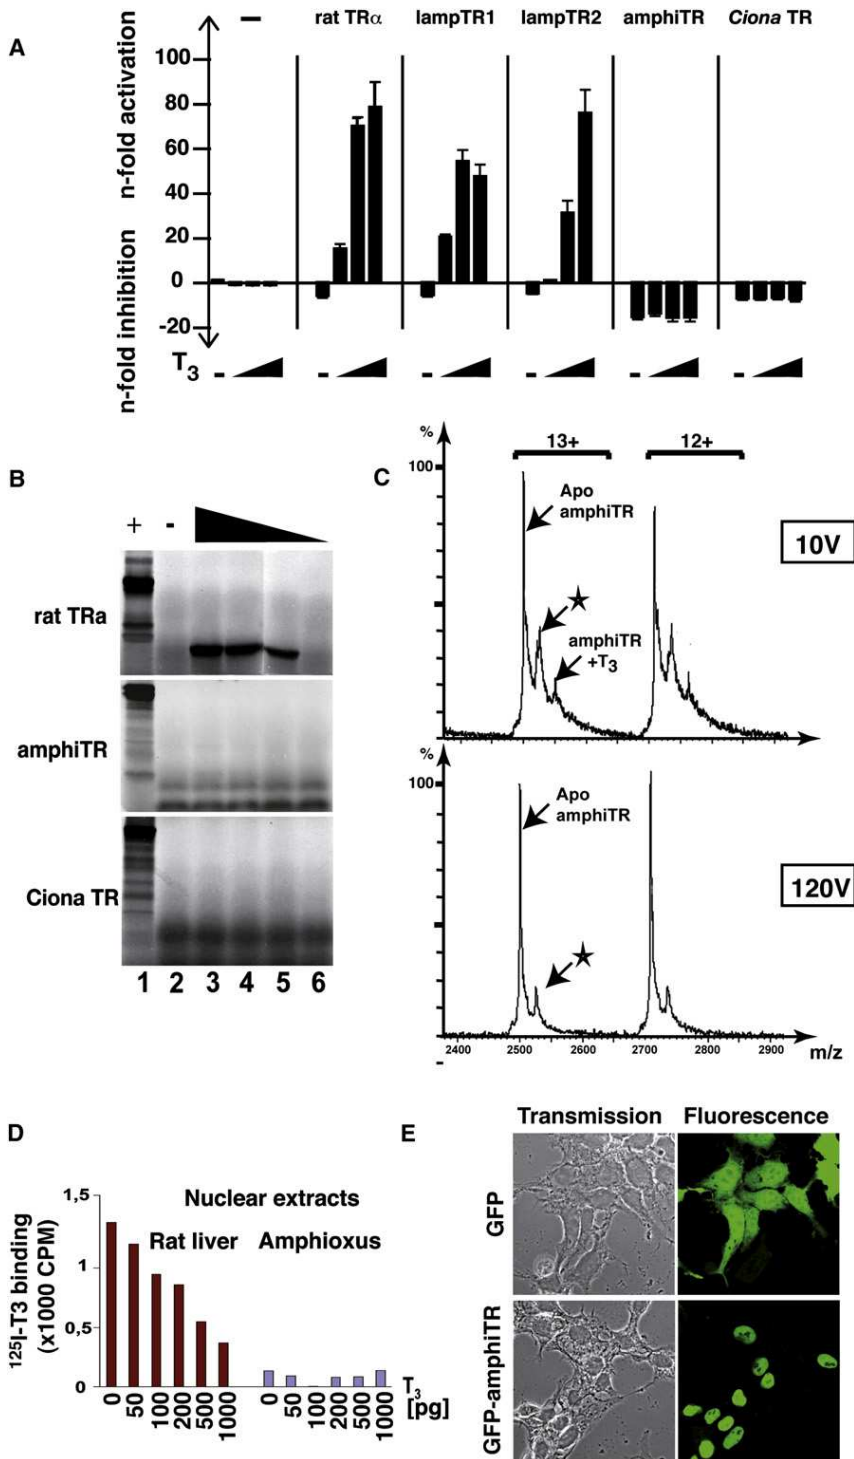 A
– rat TRα lampTR1 lampTR2 amphiTR Ciona TR
n-fold activation
n-fold inhibition
100
80
60
40
20
0
-20
T3 - - - - - -
B
+ -
rat TRa
amphiTR
Ciona TR
1 2 3 4 5 6
C
%
100
13+ 12+
Apo
amphiTR
amphiTR
+T3
10V
%
100
Apo
amphiTR
120V
2400 2500 2600 2700 2800 2900 m/z
-
D
125I-T3 binding
(x1000 CPM)
1,5
1
0,5
0
Nuclear extracts
Rat liver Amphioxus
0 50 100 200 500 1000 0 50 100 200 500 1000
T3
[pg]
E
Transmission Fluorescence
GFP
GFP-amphiTR